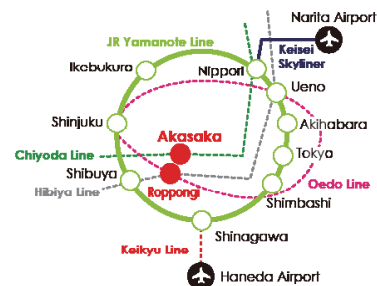 Narita Airport
JR Yamanote Line
Keisei
Skyliner
Ikebukuro
Nippori
Ueno
Shinjuku
Akihabara
Akasaka
Chiyoda Line
Tokyo
Shibuya
Roppongi
Oedo Line
Hibiya Line
Shimbashi
Shinagawa
Keikyu Line
Haneda Airport